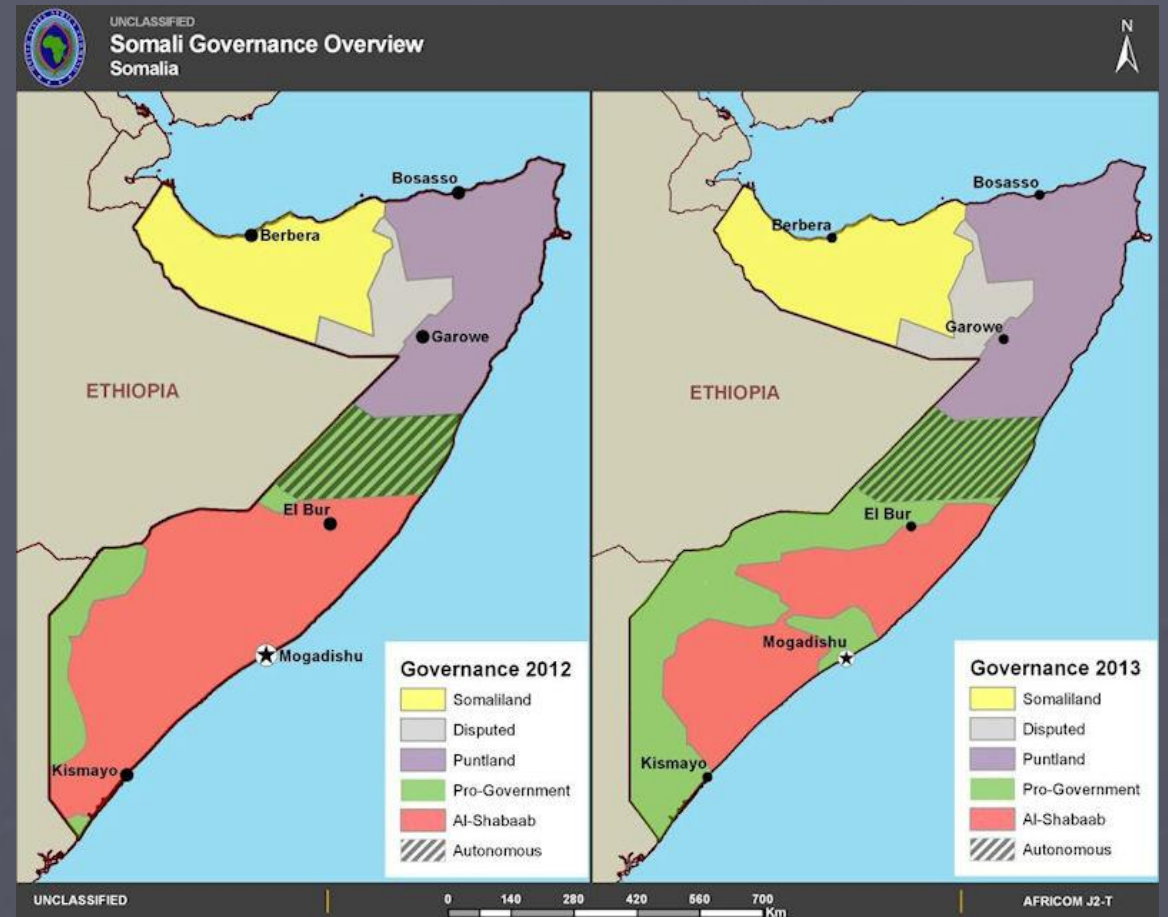 UNCLASSIFIED
Somali Governance Overview
Somalia
N
Bosasso
Berbera
Garowe
ETHIOPIA
El Bur
Mogadishu
Kismayo
Governance 2012
Somaliland
Disputed
Puntland
Pro-Government
Al-Shabaab
Autonomous
Bosasso
Berbera
Garowe
ETHIOPIA
El Bur
Mogadishu
Kismayo
Governance 2013
Somaliland
Disputed
Puntland
Pro-Government
Al-Shabaab
Autonomous
UNCLASSIFIED
0 140 280 420 560 700
Km
AFRICOM J2-T